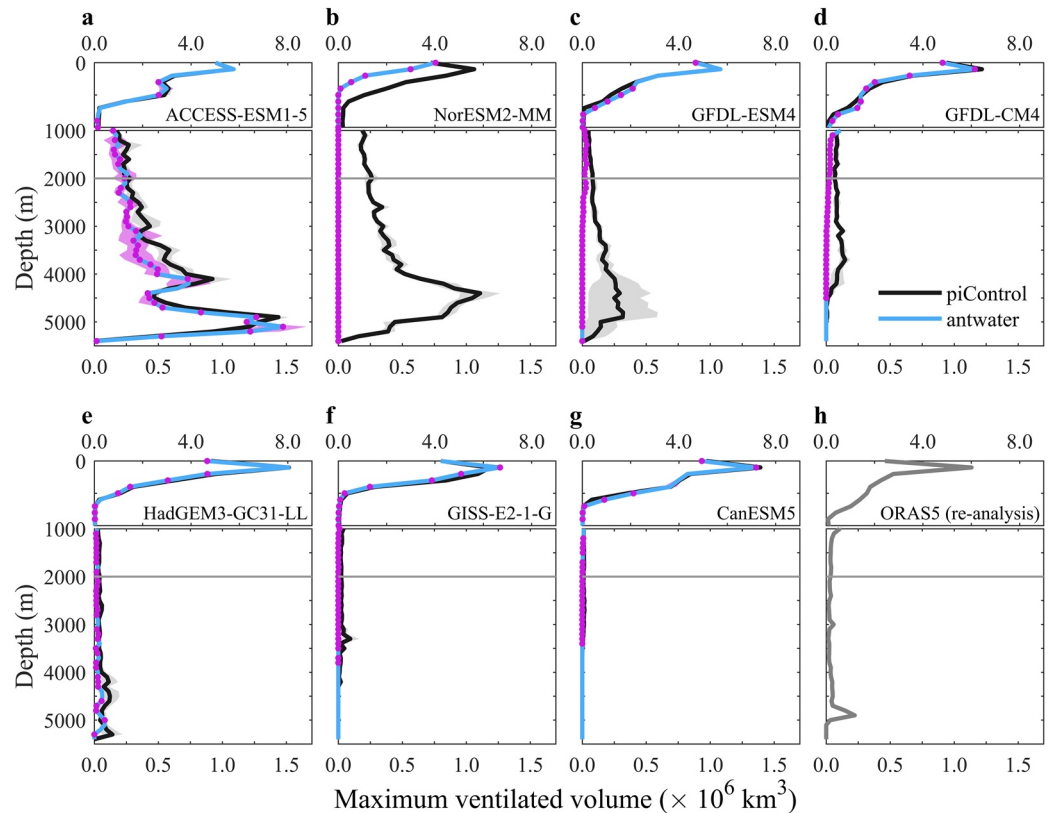 a b c d
0.0 4.0 8.0 0.0 4.0 8.0 0.0 4.0 8.0 0.0 4.0 8.0
0
ACCESS-ESM1-5 NorESM2-MM GFDL-ESM4 GFDL-CM4
1000
2000
Depth (m)
3000
4000
piControl
antwater
5000
0.0 0.5 1.0 1.5 0.0 0.5 1.0 1.5 0.0 0.5 1.0 1.5 0.0 0.5 1.0 1.5
e f g h
0.0 4.0 8.0 0.0 4.0 8.0 0.0 4.0 8.0 0.0 4.0 8.0
0
HadGEM3-GC31-LL GISS-E2-1-G CanESM5 ORAS5 (re-analysis)
1000
2000
Depth (m)
3000
4000
5000
0.0 0.5 1.0 1.5 0.0 0.5 1.0 1.5 0.0 0.5 1.0 1.5 0.0 0.5 1.0 1.5
Maximum ventilated volume (× 10⁶ km³)